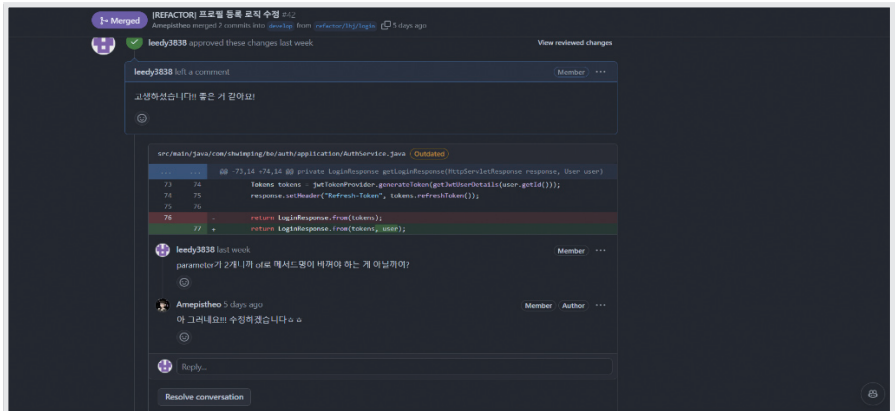 Merged
[REFACTOR] 프로필 등록 로직 수정 #42
Amepistheo merged 2 commits into develop from refactor/lhj/login 5 days ago
leedy3838 approved these changes last week
View reviewed changes
leedy3838 left a comment
Member
고생하셨습니다!! 좋은 거 같아요!
src/main/java/com/shwimping/be/auth/application/AuthService.java Outdated
... ... @@ -73,14 +74,14 @@ private LoginResponse getLoginResponse(HttpServletResponse response, User user)
73 74 Tokens tokens = jwtTokenProvider.generateToken(getJwtUserDetails(user.getId()));
74 75 response.setHeader("Refresh-Token", tokens.refreshToken());
75 76
76 - return LoginResponse.from(tokens);
77 + return LoginResponse.from(tokens, user);
leedy3838 last week
Member
parameter가 2개니까 of로 메서드명이 바뀌야 하는 게 아닐까여?
Amepistheo 5 days ago
Member Author
아 그러네요!!! 수정하겠습니다ㅎㅎ
Reply...
Resolve conversation